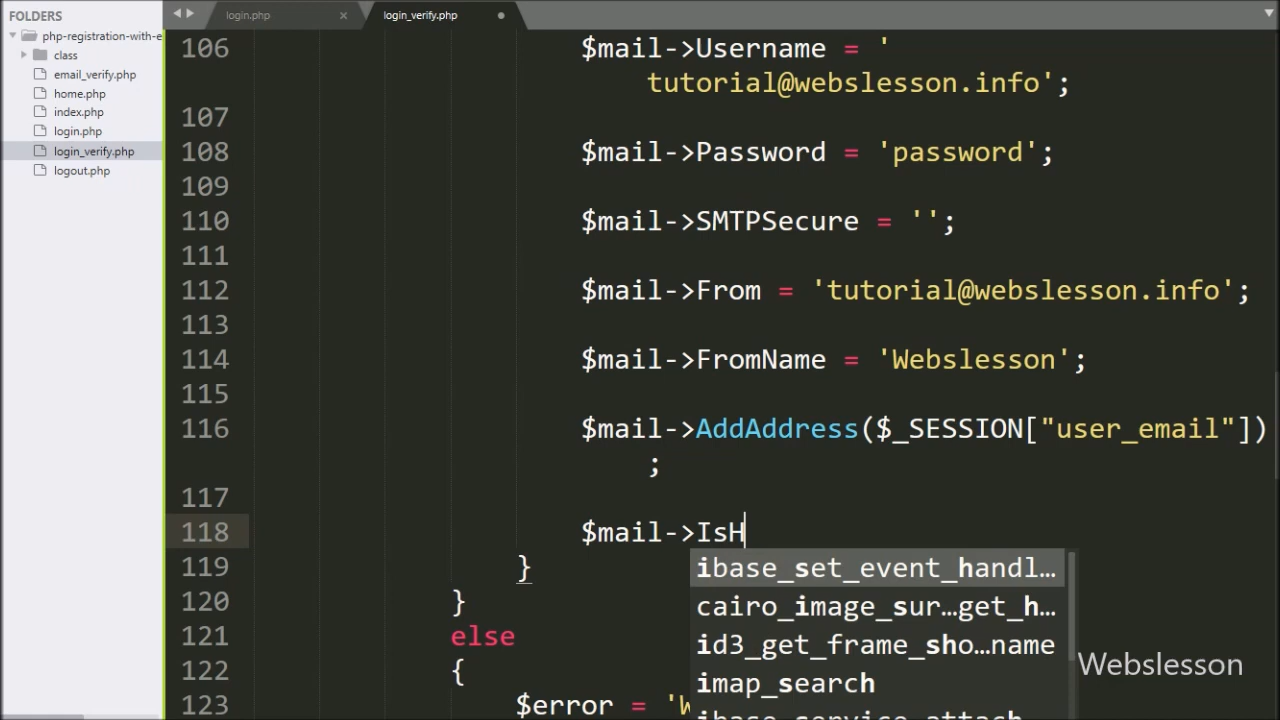 FOLDERS
php-registration-with-e
class
email_verify.php
home.php
index.php
login.php
login_verify.php
logout.php
login.php
login_verify.php
106 $mail->Username = '
tutorial@webslesson.info';
107
108 $mail->Password = 'password';
109
110 $mail->SMTPSecure = '';
111
112 $mail->From = 'tutorial@webslesson.info';
113
114 $mail->FromName = 'Webslesson';
115
116 $mail->AddAddress($_SESSION["user_email"])
;
117
118 $mail->IsH
119 }
120 }
121 else
122 {
123 $error = 'W
ibase_set_event_handl…
cairo_image_sur…get_h…
id3_get_frame_sho…name
imap_search
ibase_service_attach
Webslesson